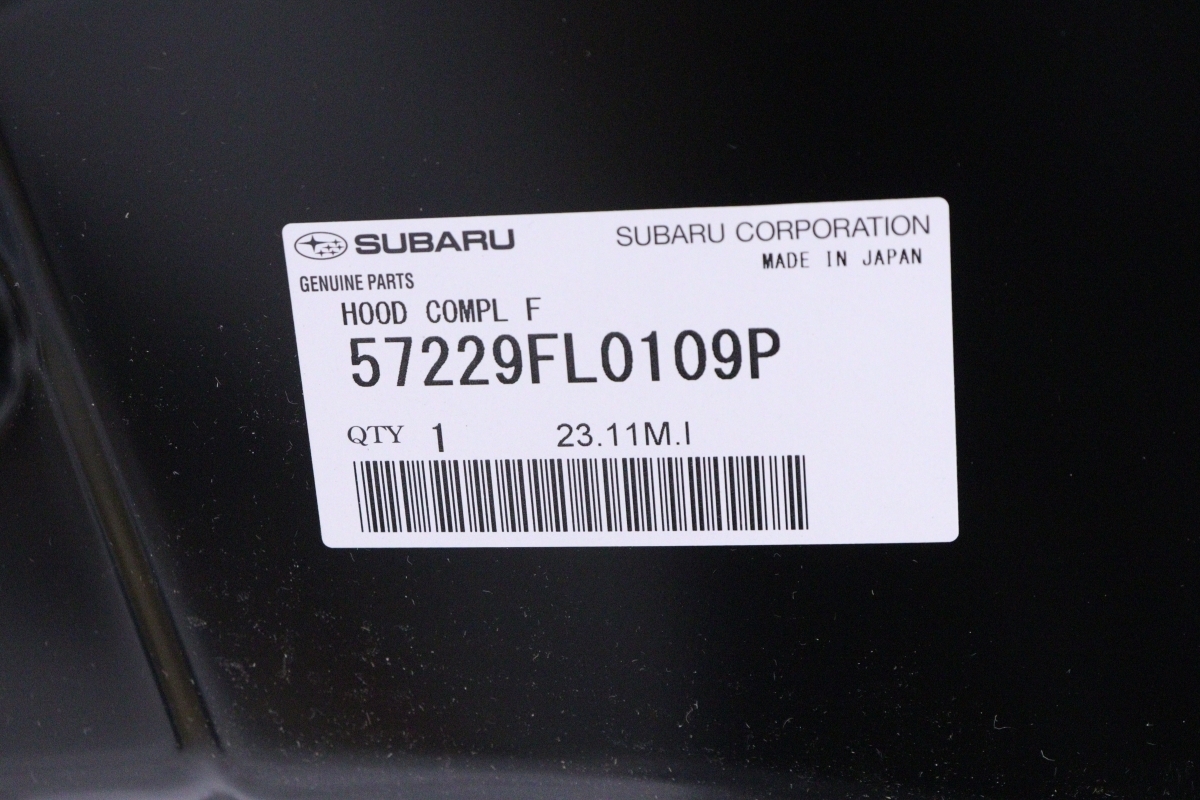 SUBARU SUBARU CORPORATION
GENUINE PARTS MADE IN JAPAN
HOOD COMPL F
57229FL0109P
QTY 1 23.11M.I